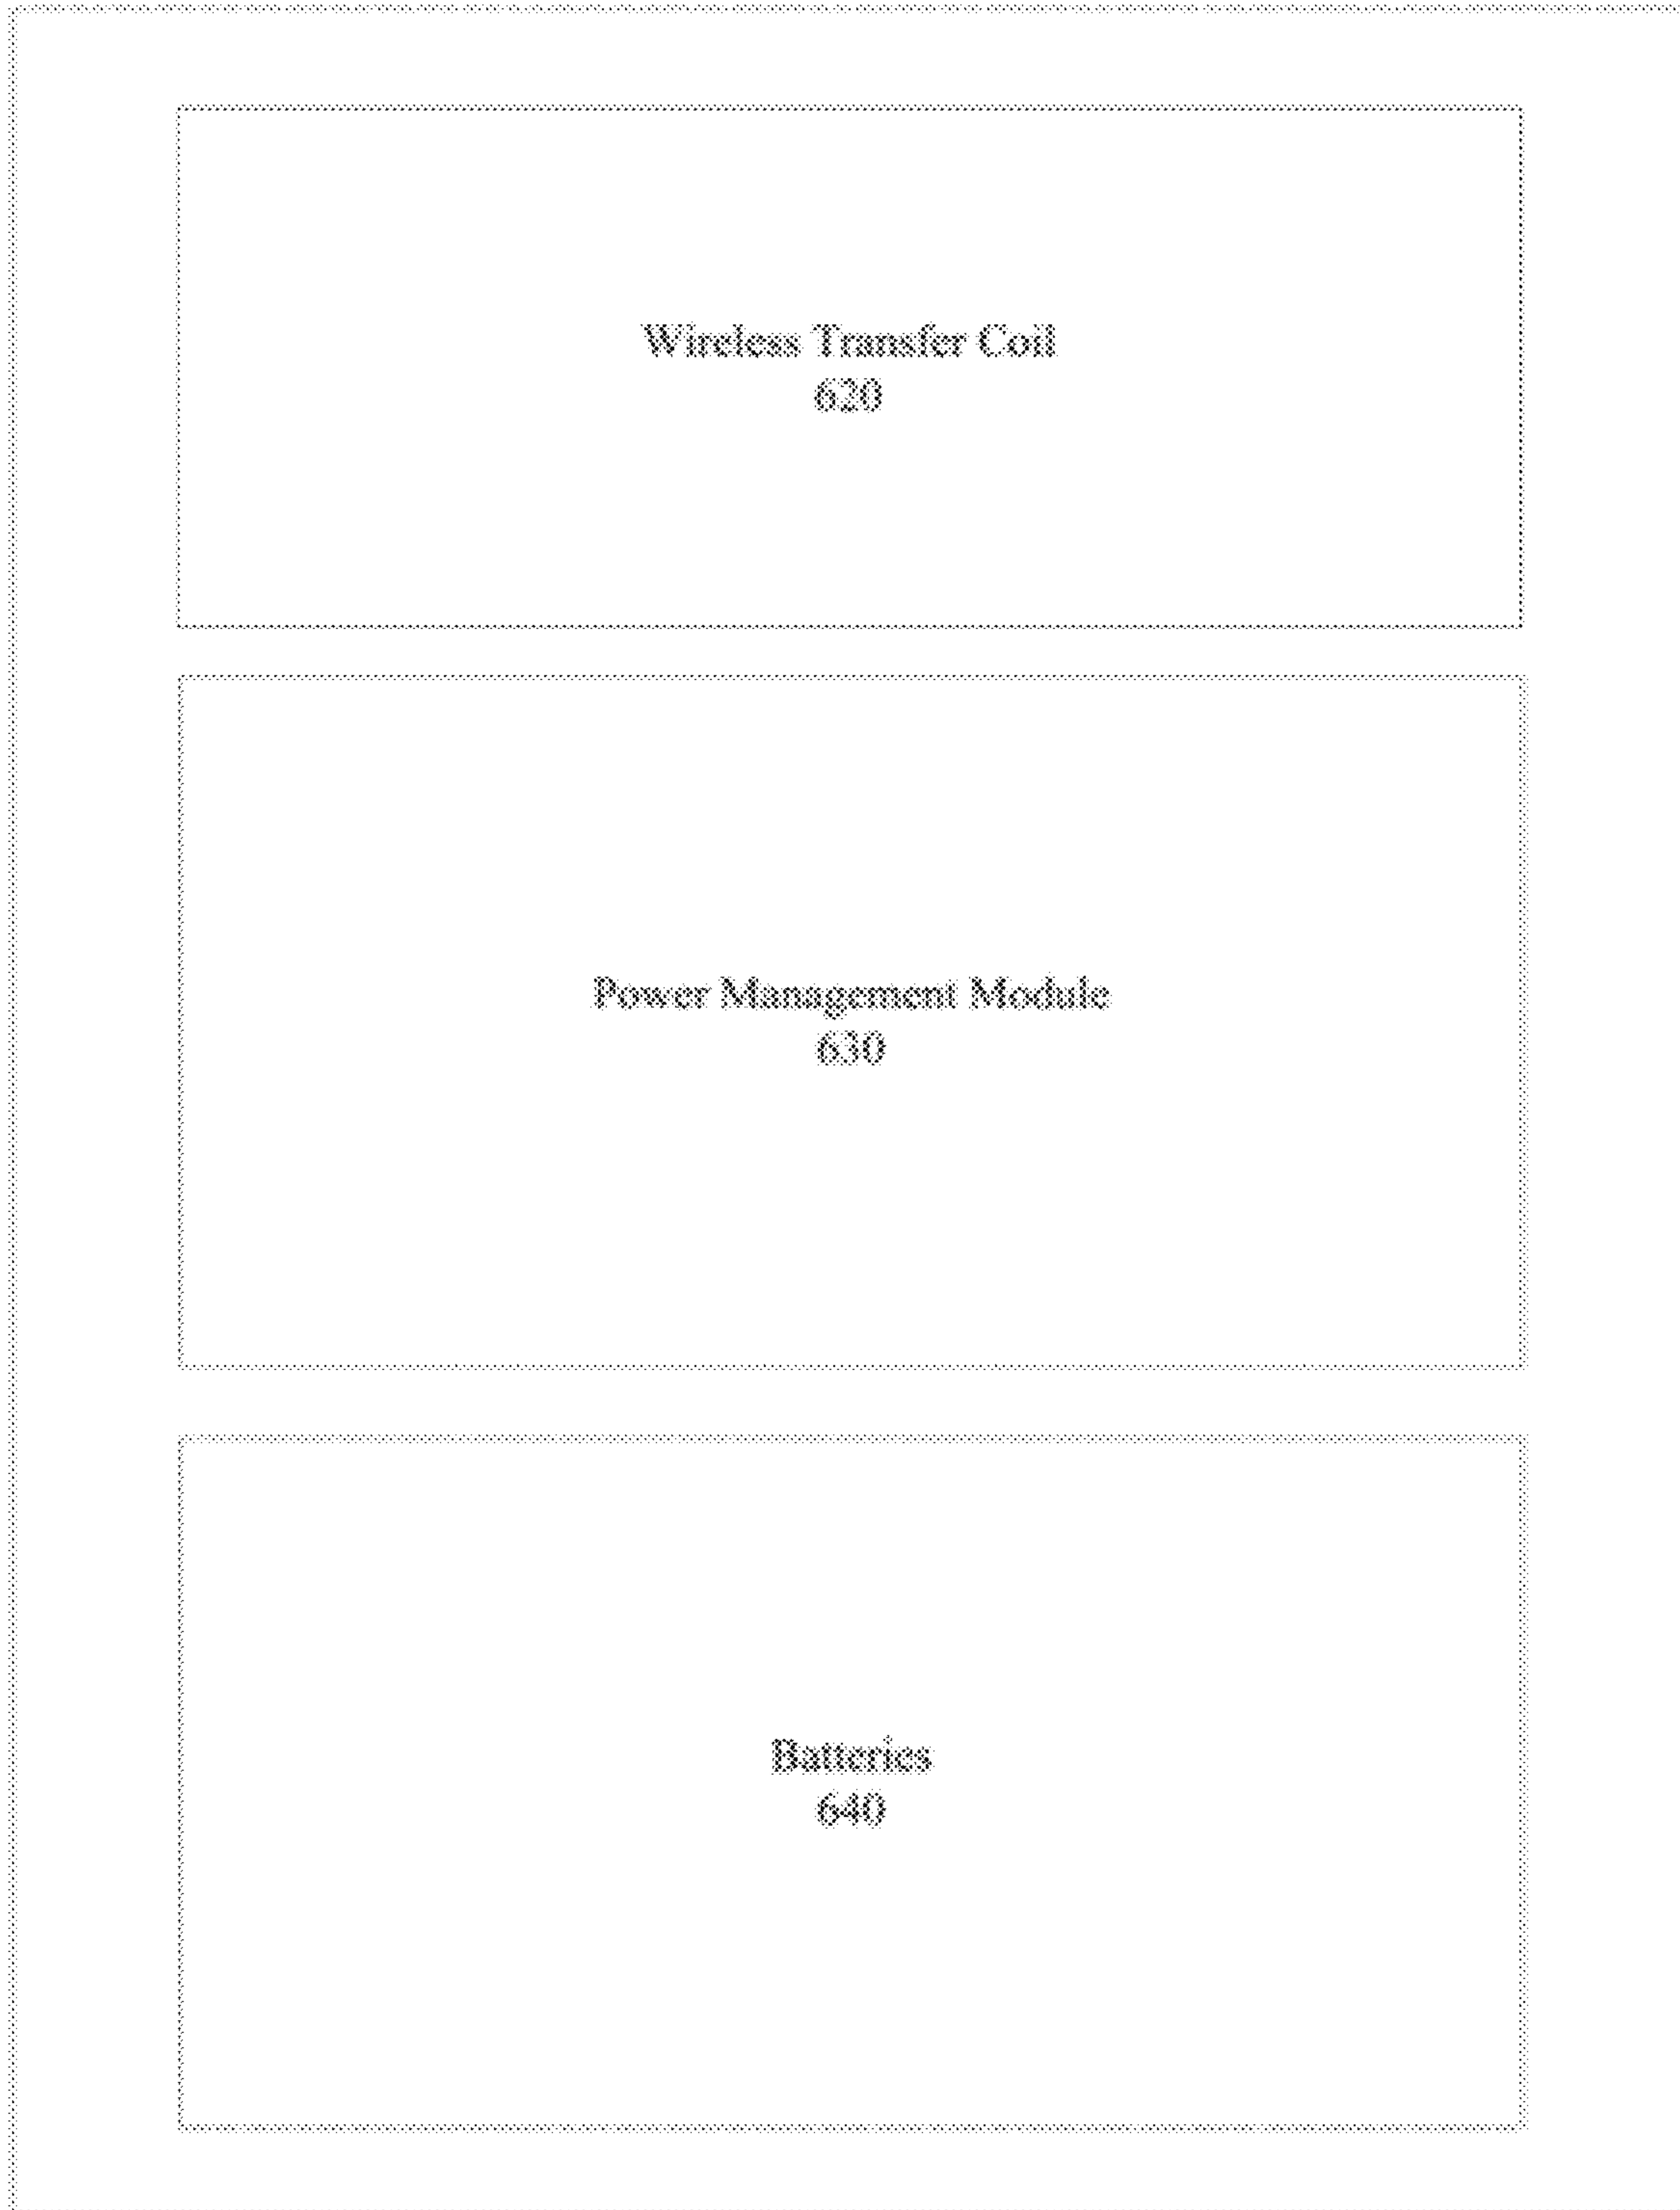 Wireless Transfer Coil
620
Power Management Module
630
Batteries
640